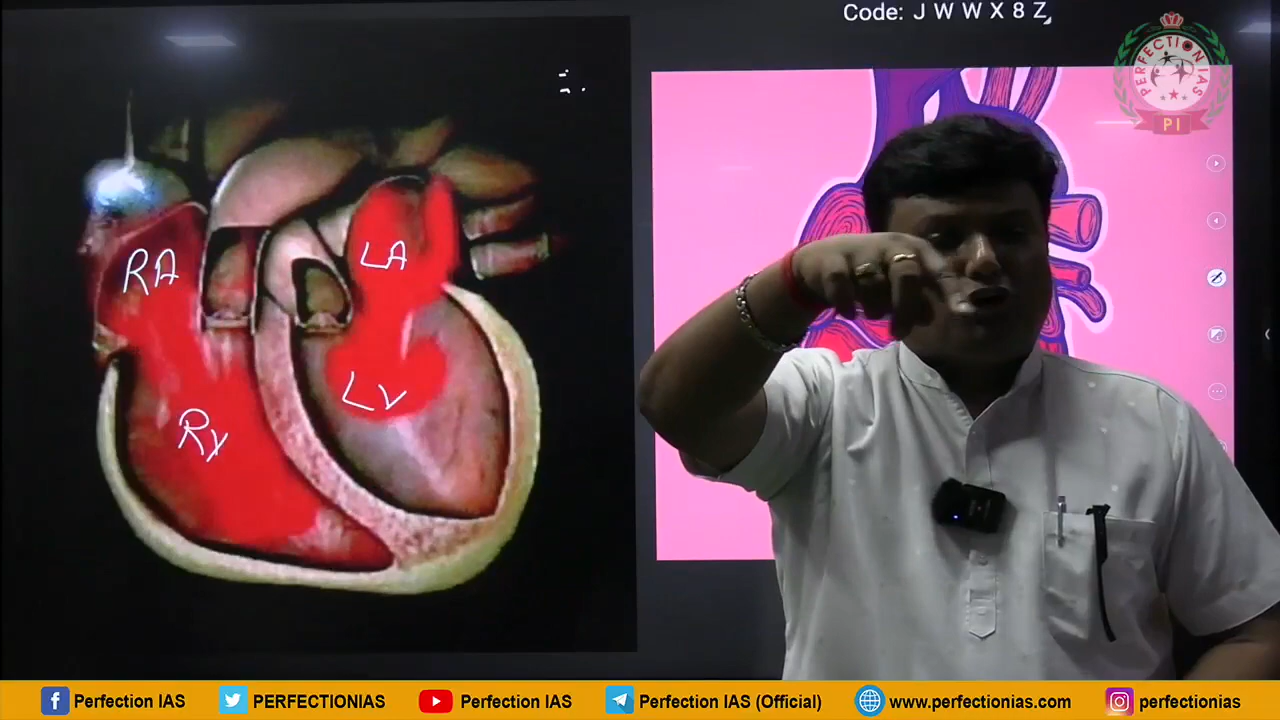 Code: J W W X 8 Z
PERFECTION IAS
PI
RA
LA
LV
RV
Perfection IAS
PERFECTIONIAS
Perfection IAS
Perfection IAS (Official)
www.perfectionias.com
perfectionias